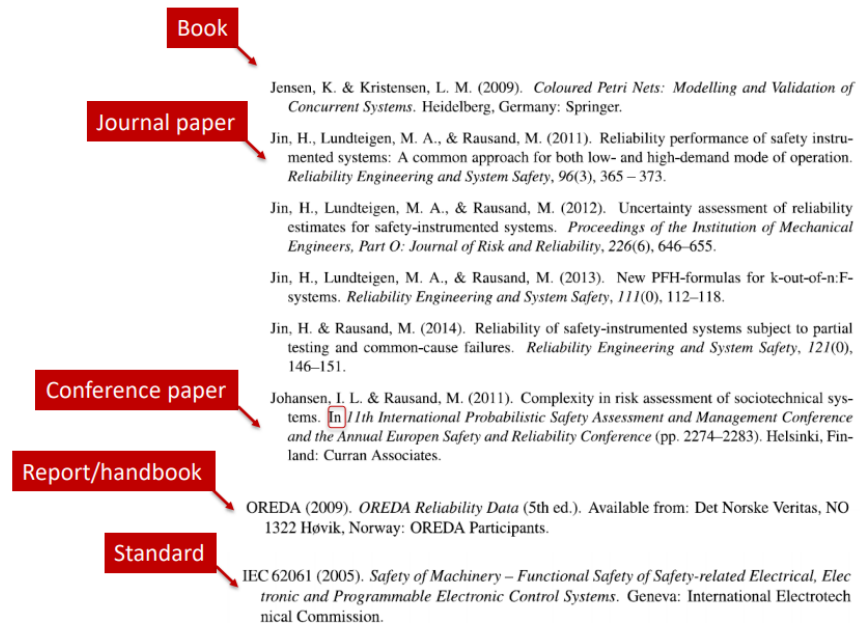 Book
Jensen, K. & Kristensen, L. M. (2009). Coloured Petri Nets: Modelling and Validation of
Concurrent Systems. Heidelberg, Germany: Springer.
Journal paper
Jin, H., Lundteigen, M. A., & Rausand, M. (2011). Reliability performance of safety instru-
mented systems: A common approach for both low- and high-demand mode of operation.
Reliability Engineering and System Safety, 96(3), 365 – 373.
Jin, H., Lundteigen, M. A., & Rausand, M. (2012). Uncertainty assessment of reliability
estimates for safety-instrumented systems. Proceedings of the Institution of Mechanical
Engineers, Part O: Journal of Risk and Reliability, 226(6), 646–655.
Jin, H., Lundteigen, M. A., & Rausand, M. (2013). New PFH-formulas for k-out-of-n:F-
systems. Reliability Engineering and System Safety, 111(0), 112–118.
Jin, H. & Rausand, M. (2014). Reliability of safety-instrumented systems subject to partial
testing and common-cause failures. Reliability Engineering and System Safety, 121(0),
146–151.
Conference paper
Johansen, I. L. & Rausand, M. (2011). Complexity in risk assessment of sociotechnical sys-
tems. In 11th International Probabilistic Safety Assessment and Management Conference
and the Annual Europen Safety and Reliability Conference (pp. 2274–2283). Helsinki, Fin-
land: Curran Associates.
Report/handbook
OREDA (2009). OREDA Reliability Data (5th ed.). Available from: Det Norske Veritas, NO
1322 Høvik, Norway: OREDA Participants.
Standard
IEC 62061 (2005). Safety of Machinery – Functional Safety of Safety-related Electrical, Elec
tronic and Programmable Electronic Control Systems. Geneva: International Electrotech
nical Commission.